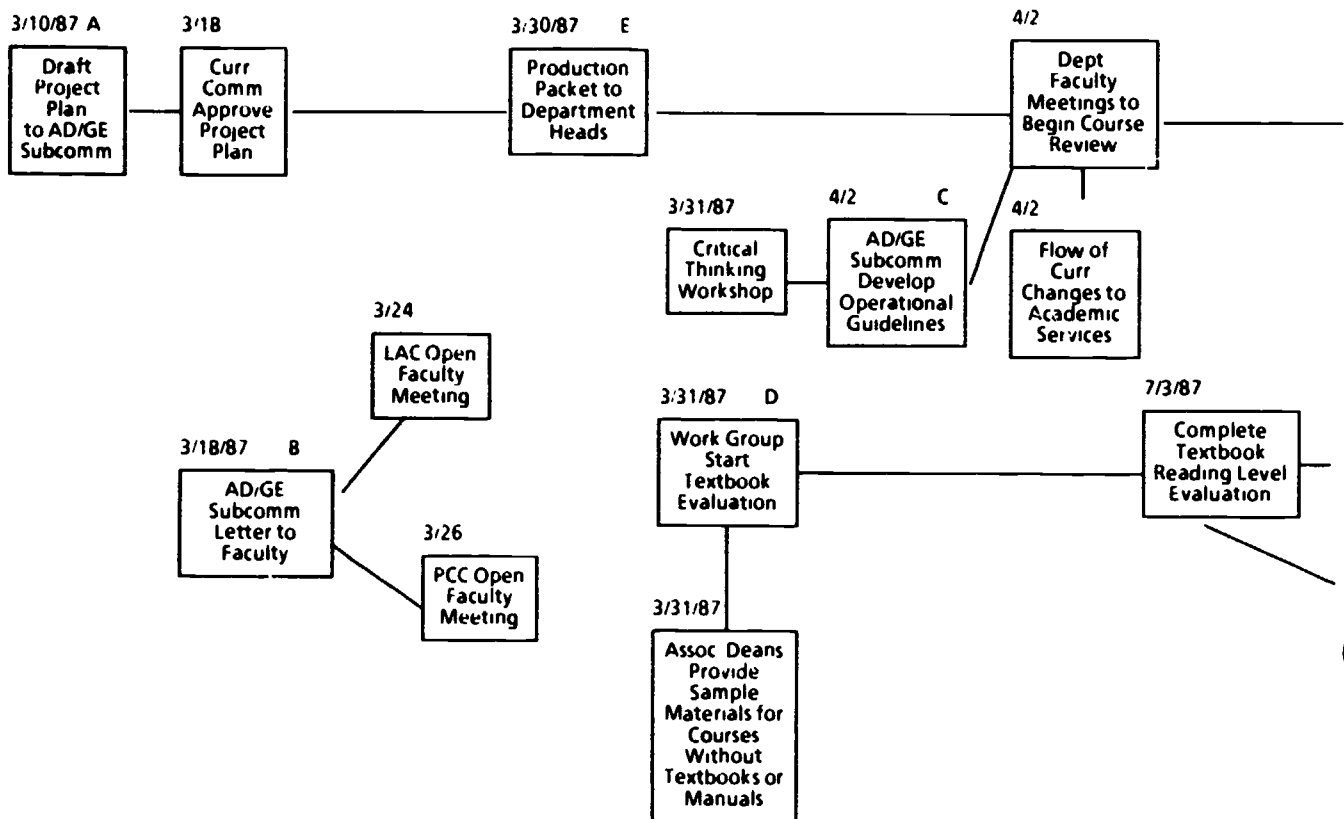 3/10/87 A
Draft
Project
Plan
to AD/GE
Subcomm
3/18
Curr
Comm
Approve
Project
Plan
3/30/87 E
Production
Packet to
Department
Heads
4/2
Dept
Faculty
Meetings to
Begin Course
Review
3/31/87
Critical
Thinking
Workshop
4/2 C
AD/GE
Subcomm
Develop
Operational
Guidelines
4/2
Flow of
Curr
Changes to
Academic
Services
3/24
LAC Open
Faculty
Meeting
3/18/87 B
AD/GE
Subcomm
Letter to
Faculty
3/26
PCC Open
Faculty
Meeting
3/31/87 D
Work Group
Start
Textbook
Evaluation
7/3/87
Complete
Textbook
Reading Level
Evaluation
3/31/87
Assoc Deans
Provide
Sample
Materials for
Courses
Without
Textbooks or
Manuals